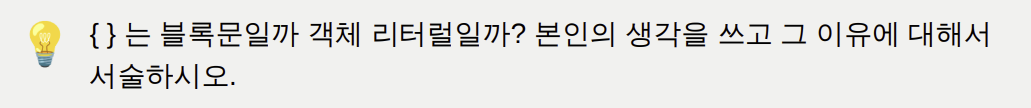 { } 는 블록문일까 객체 리터럴일까? 본인의 생각을 쓰고 그 이유에 대해서
서술하시오.